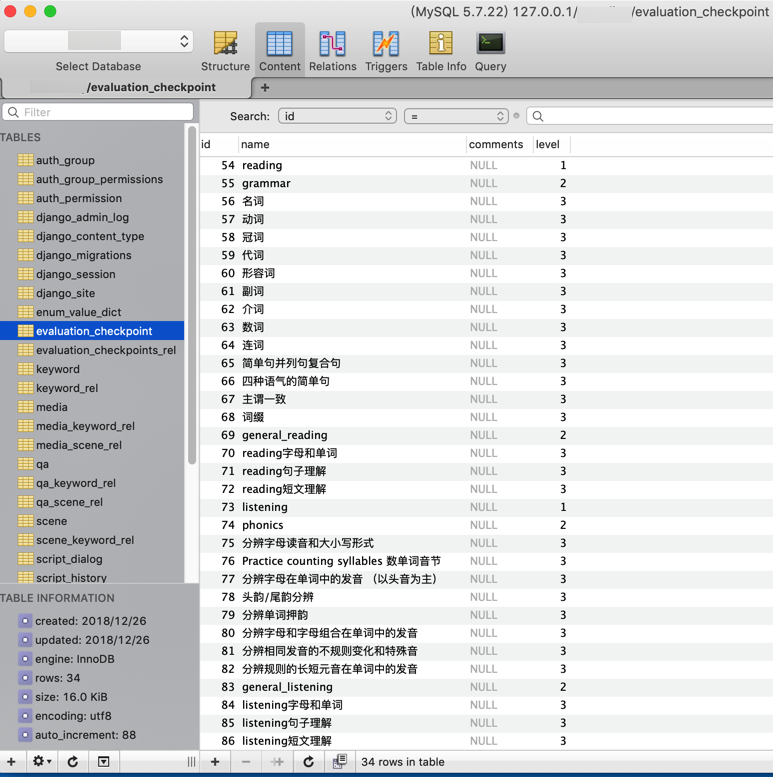 (MySQL 5.7.22) 127.0.0.1/ /evaluation_checkpoint
Select Database Structure Content Relations Triggers Table Info Query
/evaluation_checkpoint +
Filter
Search: id =
TABLES
auth_group
auth_group_permissions
auth_permission
django_admin_log
django_content_type
django_migrations
django_session
django_site
enum_value_dict
evaluation_checkpoint
evaluation_checkpoints_rel
keyword
keyword_rel
media
media_keyword_rel
media_scene_rel
qa
qa_keyword_rel
qa_scene_rel
scene
scene_keyword_rel
script_dialog
script_history
TABLE INFORMATION
created: 2018/12/26
updated: 2018/12/26
engine: InnoDB
rows: 34
size: 16.0 KiB
encoding: utf8
auto_increment: 88
id name comments level
54 reading NULL 1
55 grammar NULL 2
56 名词 NULL 3
57 动词 NULL 3
58 冠词 NULL 3
59 代词 NULL 3
60 形容词 NULL 3
61 副词 NULL 3
62 介词 NULL 3
63 数词 NULL 3
64 连词 NULL 3
65 简单句并列句复合句 NULL 3
66 四种语气的简单句 NULL 3
67 主谓一致 NULL 3
68 词缀 NULL 3
69 general_reading NULL 2
70 reading字母和单词 NULL 3
71 reading句子理解 NULL 3
72 reading短文理解 NULL 3
73 listening NULL 1
74 phonics NULL 2
75 分辨字母读音和大小写形式 NULL 3
76 Practice counting syllables 数单词音节 NULL 3
77 分辨字母在单词中的发音 （以头音为主） NULL 3
78 头韵/尾韵分辨 NULL 3
79 分辨单词押韵 NULL 3
80 分辨字母和字母组合在单词中的发音 NULL 3
81 分辨相同发音的不规则变化和特殊音 NULL 3
82 分辨规则的长短元音在单词中的发音 NULL 3
83 general_listening NULL 2
84 listening字母和单词 NULL 3
85 listening句子理解 NULL 3
86 listening短文理解 NULL 3
34 rows in table